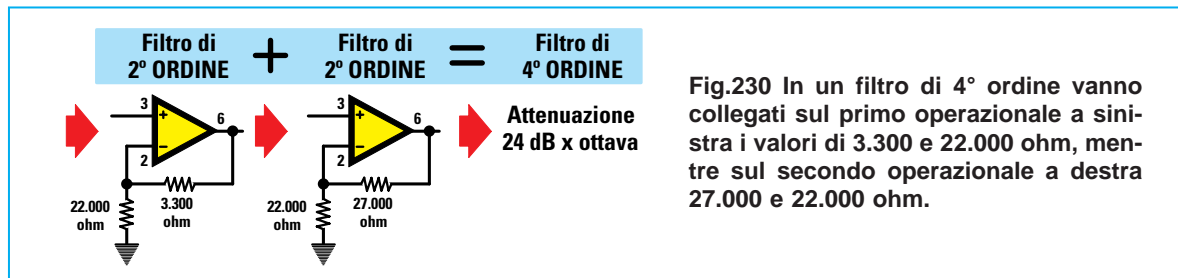 Filtro di
2º ORDINE
+
Filtro di
2º ORDINE
=
Filtro di
4º ORDINE
3
+
6
−
2
22.000
ohm
3.300
ohm
3
+
6
−
2
22.000
ohm
27.000
ohm
Attenuazione
24 dB x ottava
Fig.230 In un filtro di 4° ordine vanno
collegati sul primo operazionale a sini-
stra i valori di 3.300 e 22.000 ohm, men-
tre sul secondo operazionale a destra
27.000 e 22.000 ohm.